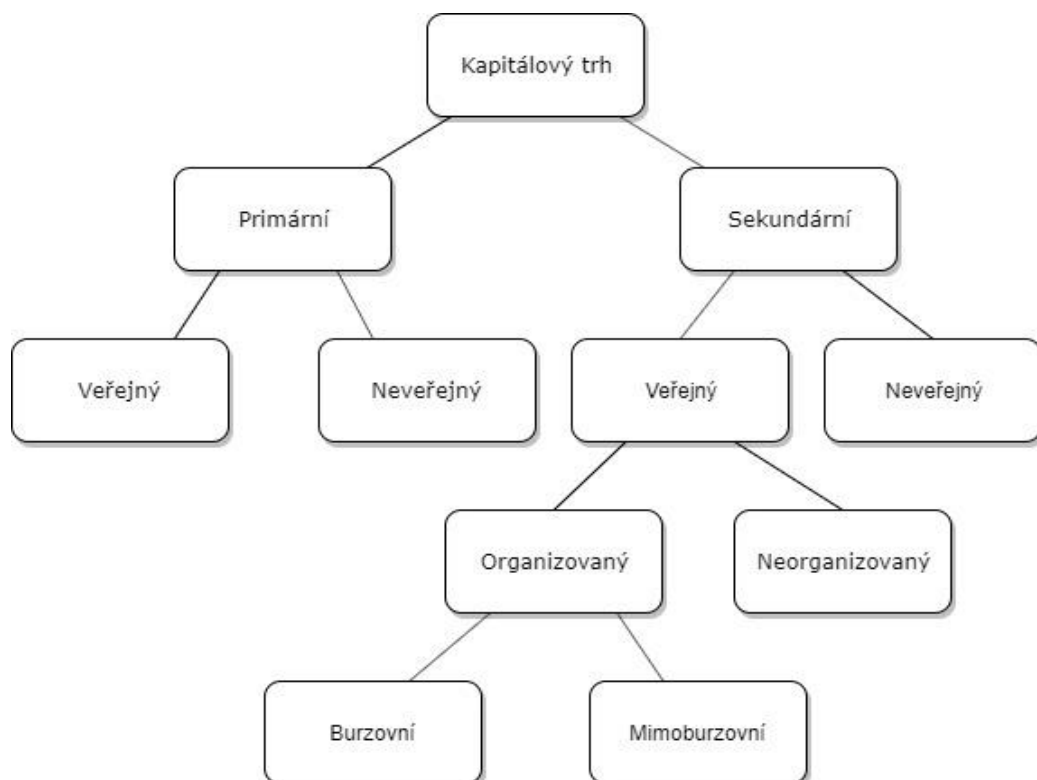 Kapitálový trh
Primární
Sekundární
Veřejný
Neveřejný
Veřejný
Neveřejný
Organizovaný
Neorganizovaný
Burzovní
Mimoburzovní